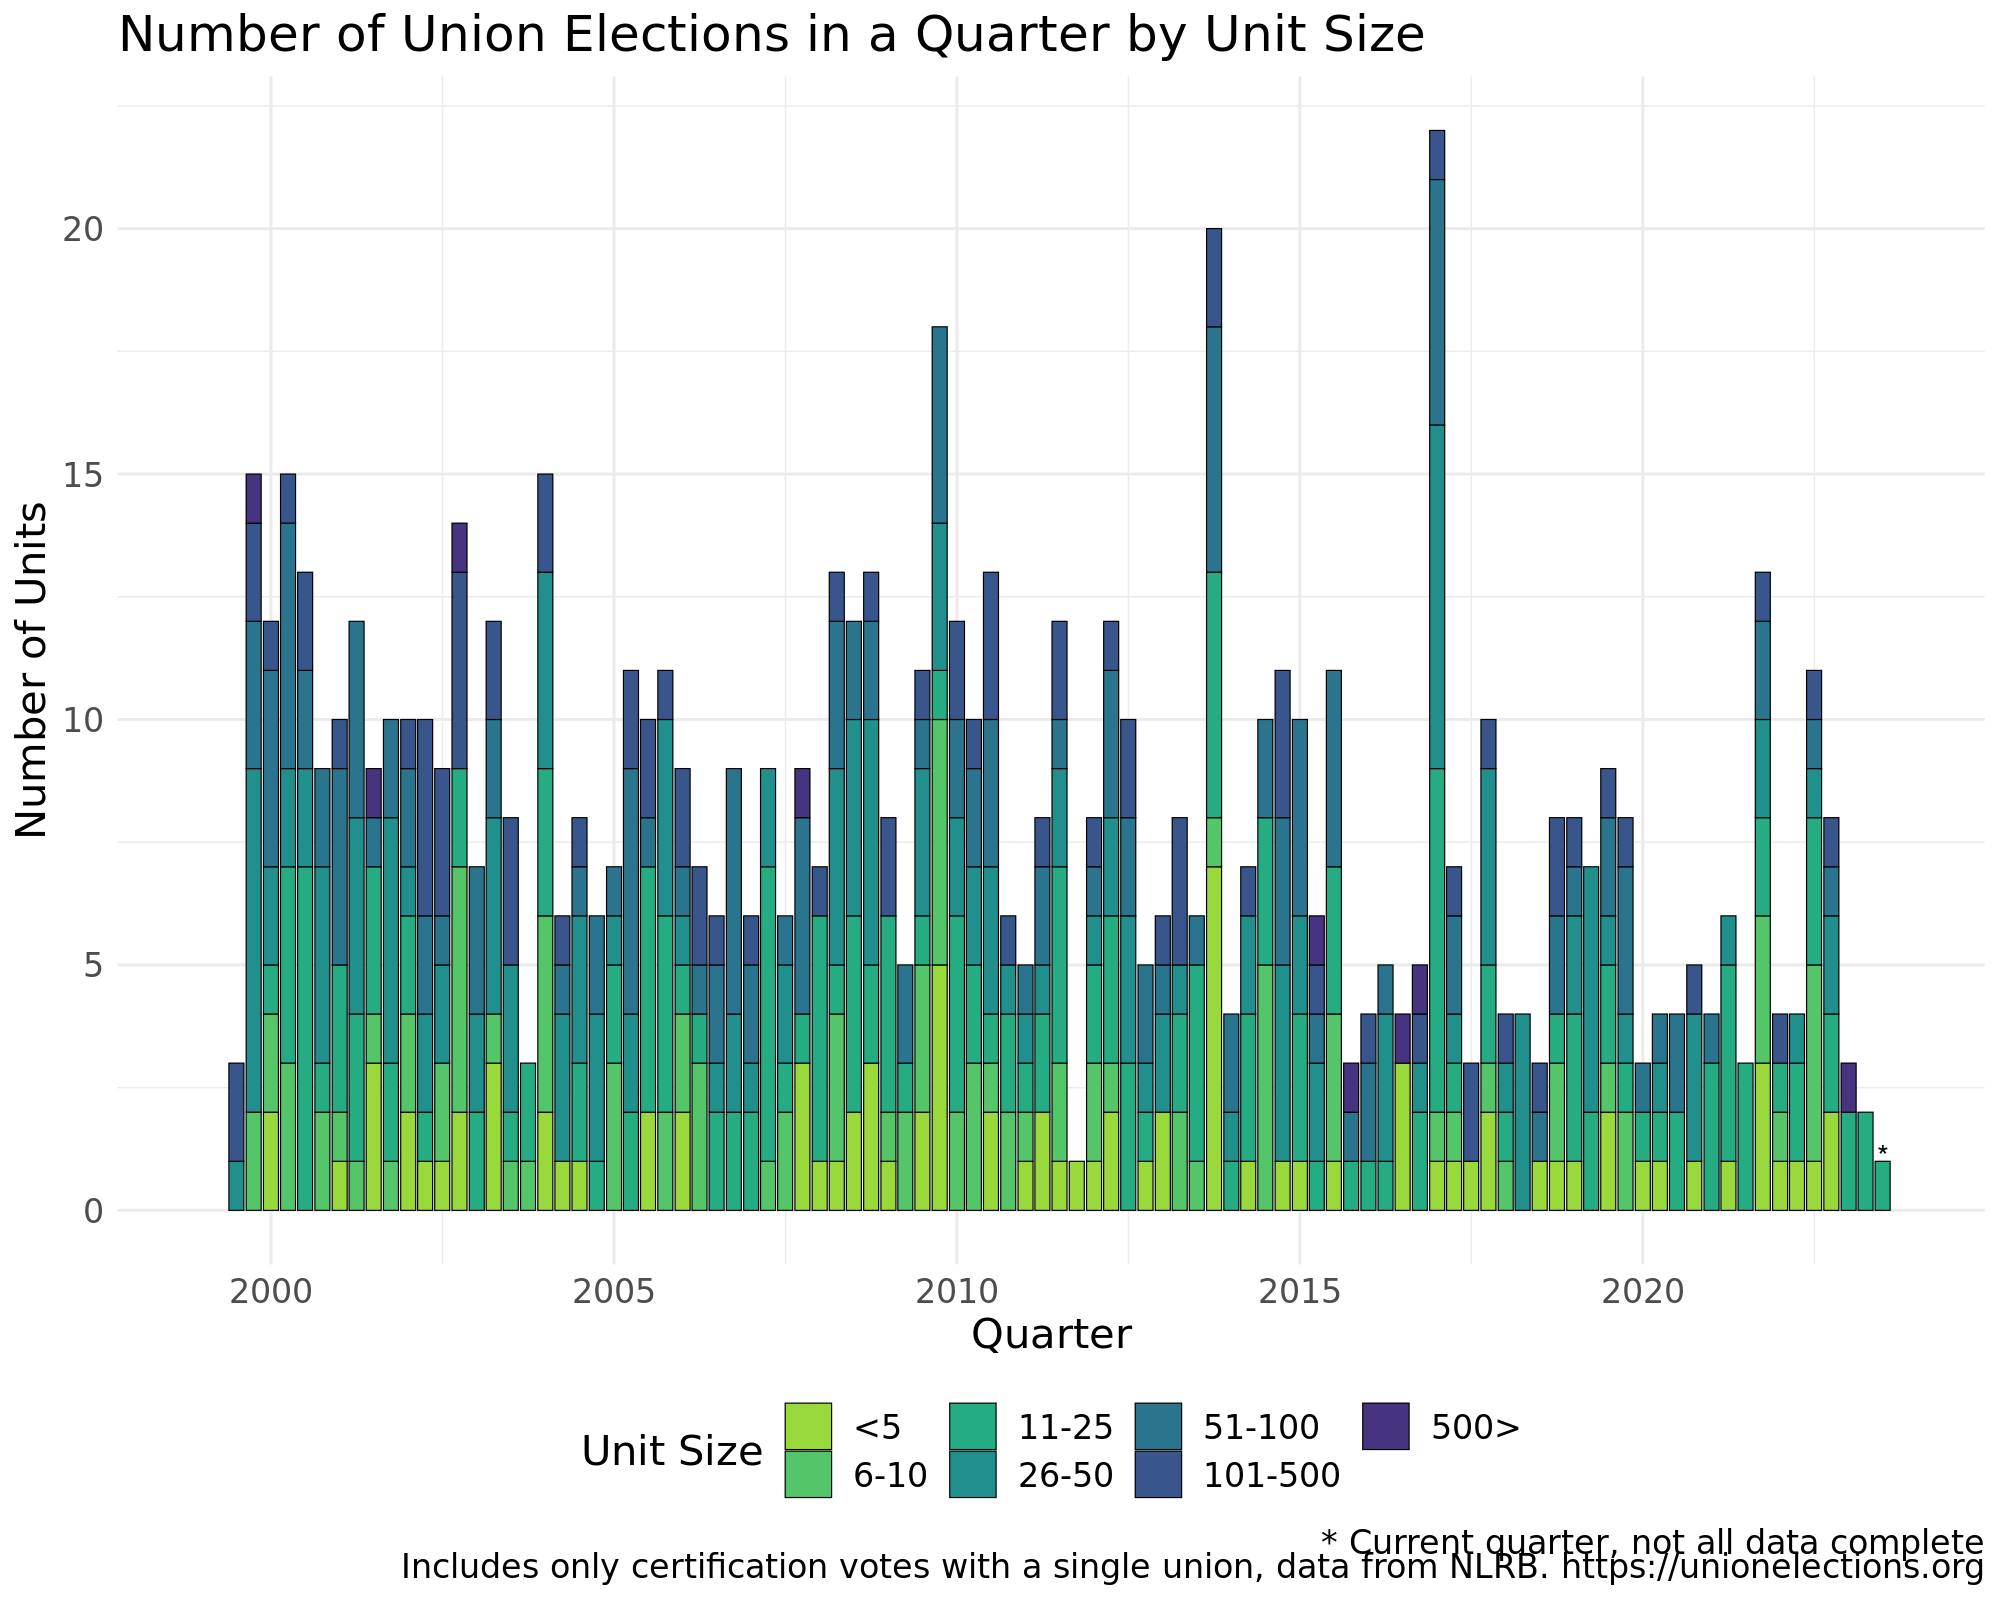 Number of Union Elections in a Quarter by Unit Size
Number of Units
20
15
10
5
0
*
2000 2005 2010 2015 2020
Quarter
Unit Size
<5 11-25 51-100 500>
6-10 26-50 101-500
* Current quarter, not all data complete
Includes only certification votes with a single union, data from NLRB. https://unionelections.org